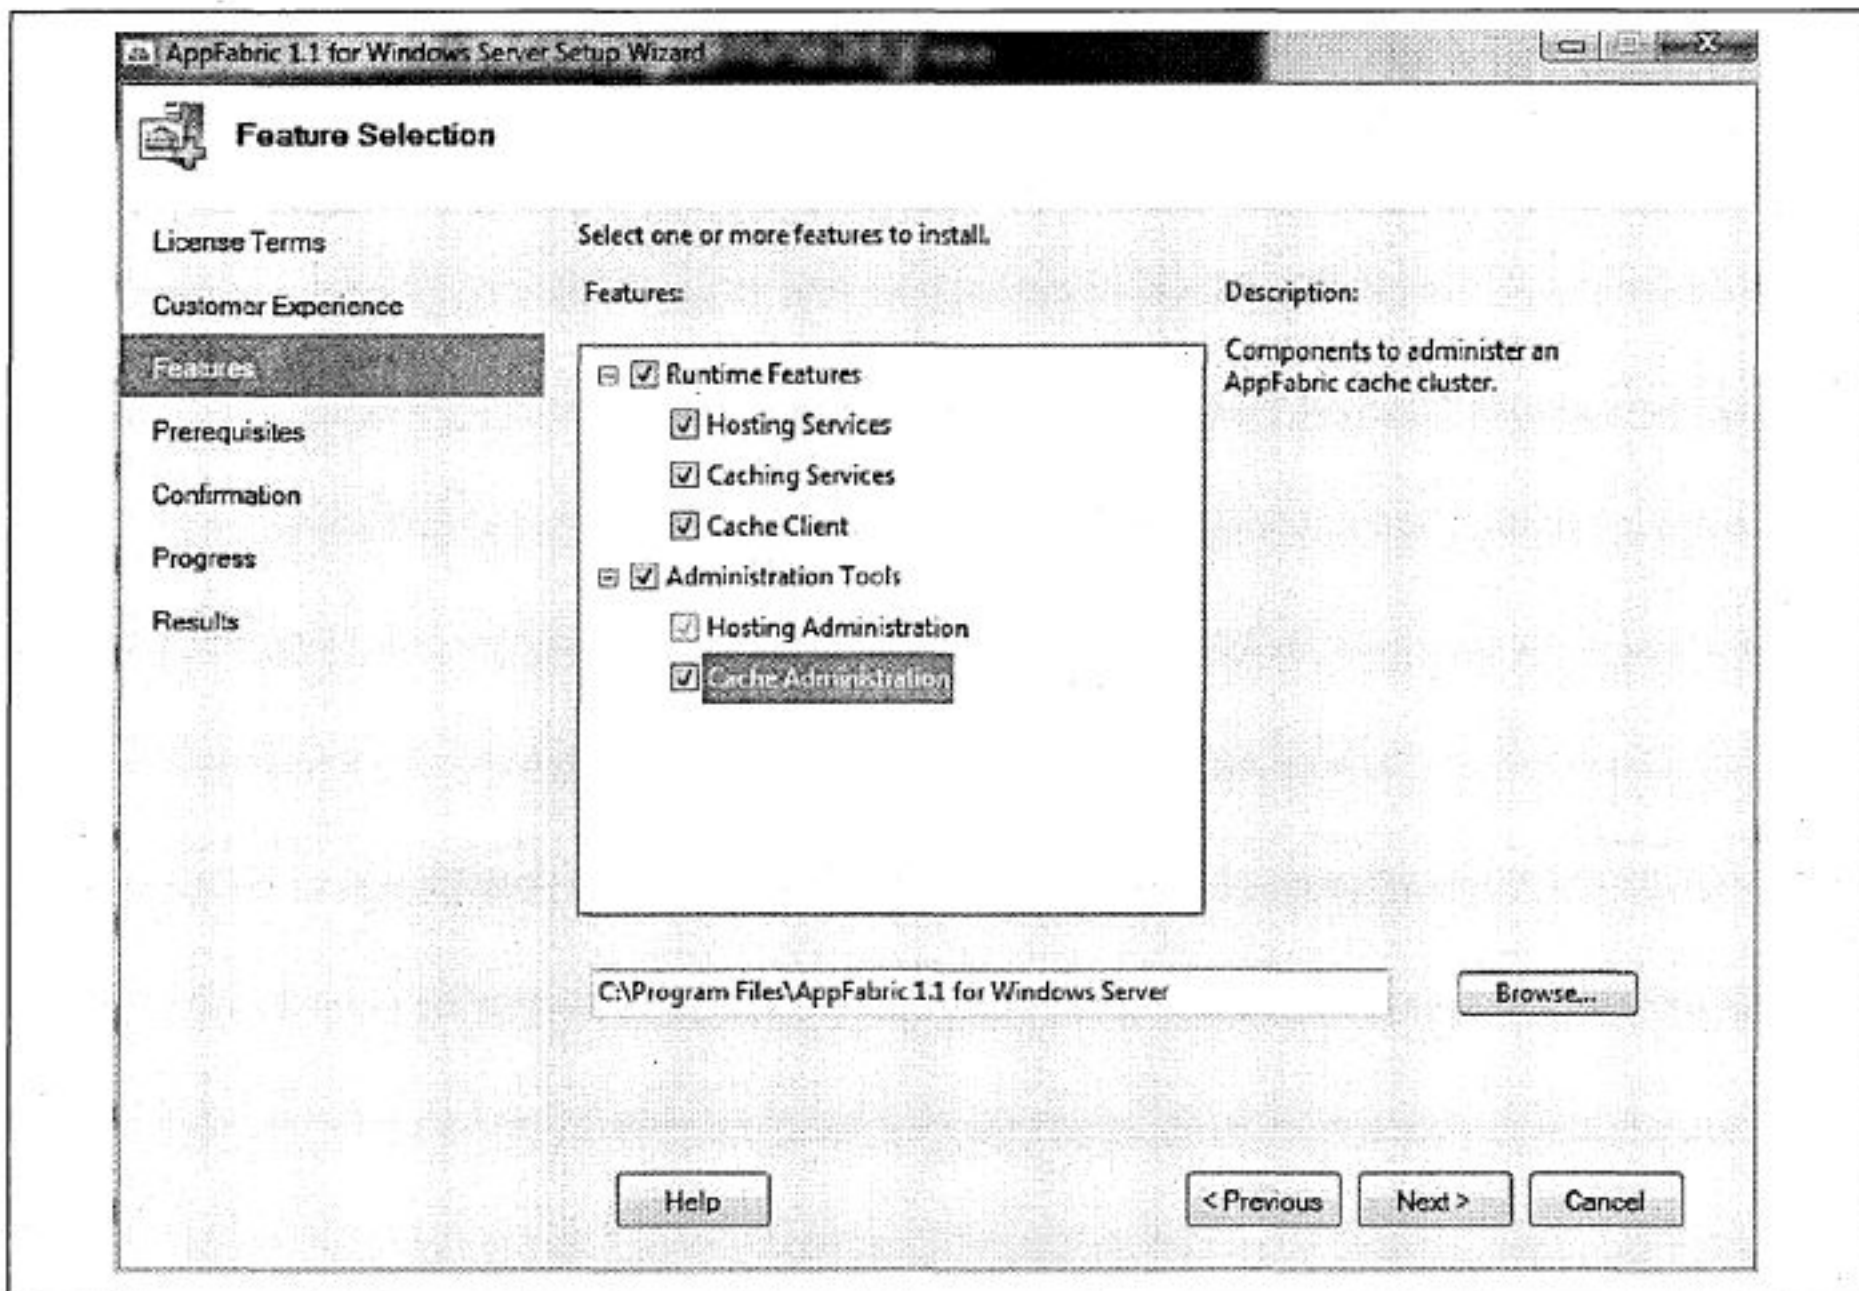 AppFabric 1.1 for Windows Server Setup Wizard
Feature Selection
License Terms
Customer Experience
Features
Prerequisites
Confirmation
Progress
Results
Select one or more features to install.
Features:
Runtime Features
Hosting Services
Caching Services
Cache Client
Administration Tools
Hosting Administration
Cache Administration
Description:
Components to administer an
AppFabric cache cluster.
C:\Program Files\AppFabric 1.1 for Windows Server
Browse...
Help
< Previous
Next >
Cancel